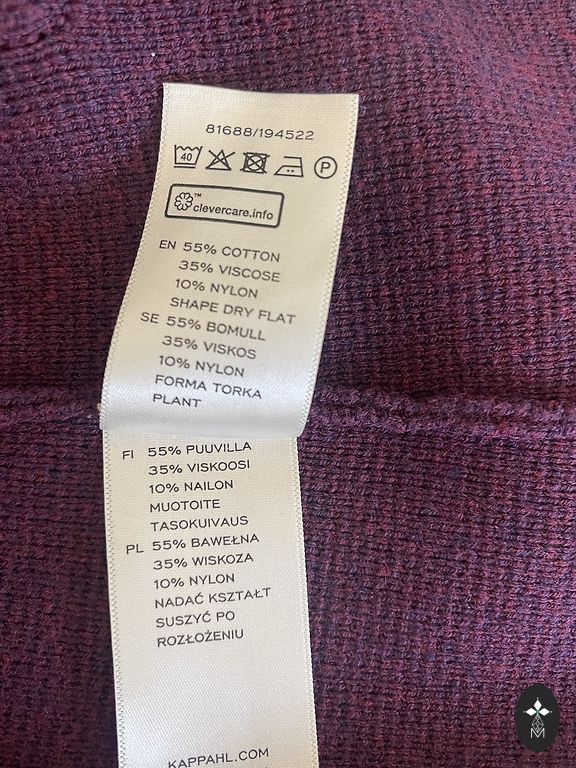 81688/194522
40 P
™
clevercare.info
EN 55% COTTON
35% VISCOSE
10% NYLON
SHAPE DRY FLAT
SE 55% BOMULL
35% VISKOS
10% NYLON
FORMA TORKA
PLANT
FI 55% PUUVILLA
35% VISKOOSI
10% NAILON
MUOTOITE
TASOKUIVAUS
PL 55% BAWEŁNA
35% WISKOZA
10% NYLON
NADAĆ KSZTAŁT
SUSZYĆ PO
ROZŁOŻENIU
KAPPAHL.COM
M